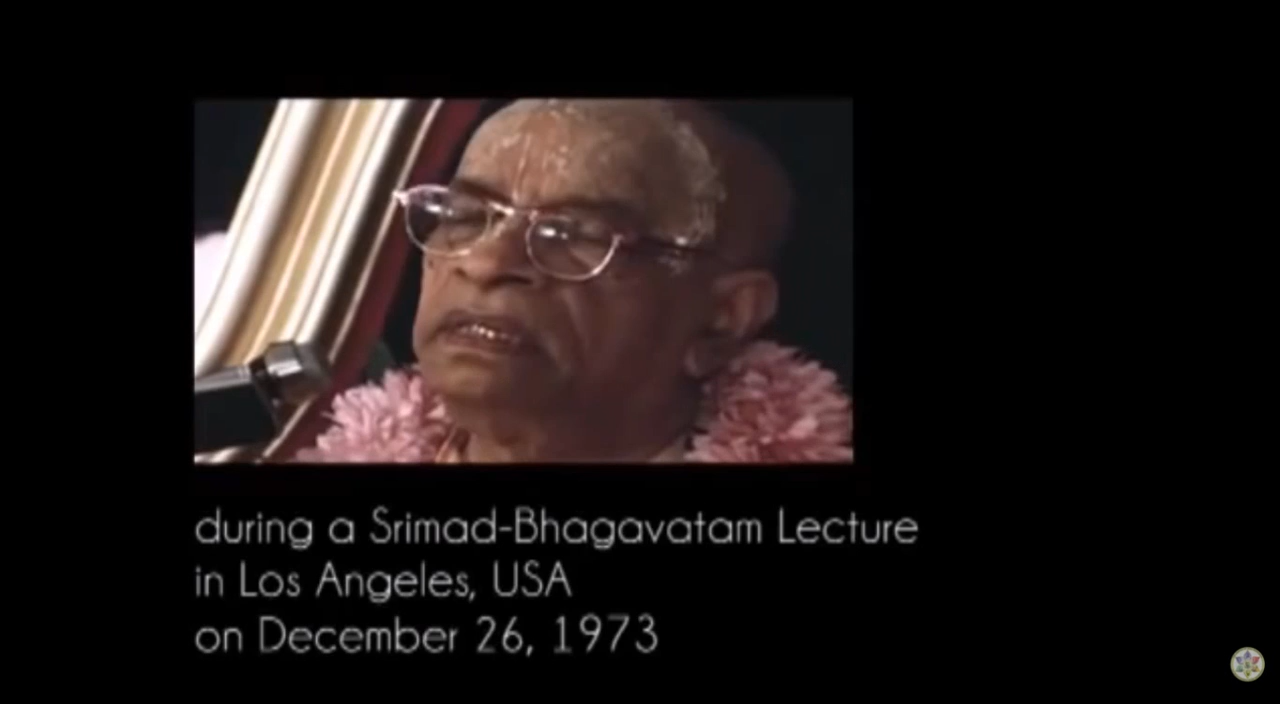 during a Srimad-Bhagavatam Lecture
in Los Angeles, USA
on December 26, 1973